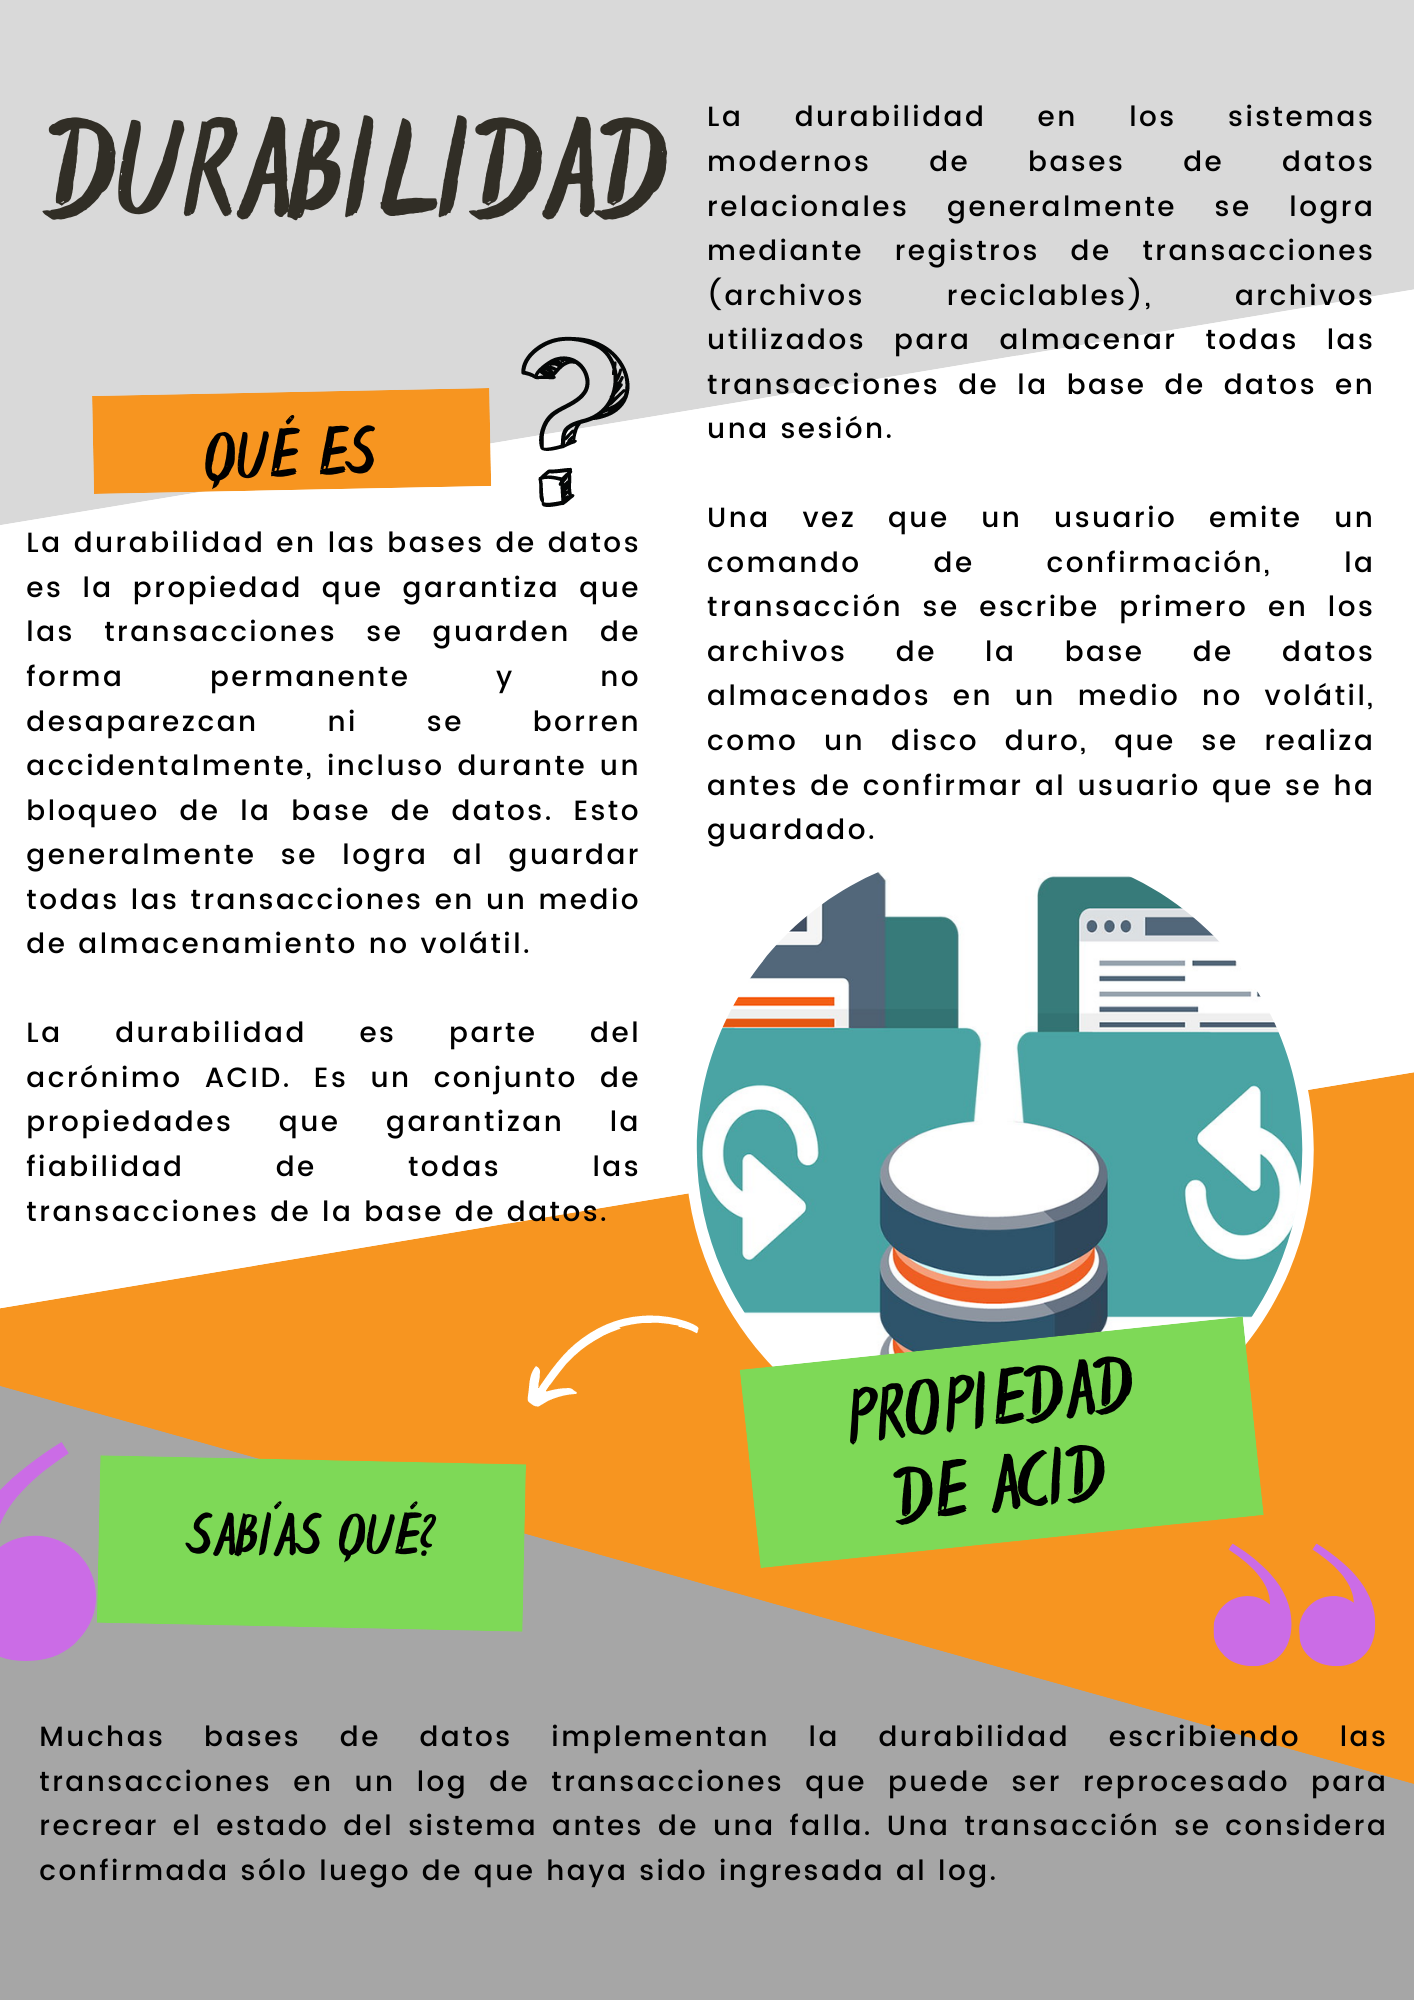 DURABILIDAD
QUÉ ES
?
La durabilidad en las bases de datos
es la propiedad que garantiza que
las transacciones se guarden de
forma permanente y no
desaparezcan ni se borren
accidentalmente, incluso durante un
bloqueo de la base de datos. Esto
generalmente se logra al guardar
todas las transacciones en un medio
de almacenamiento no volátil.
La durabilidad es parte del
acrónimo ACID. Es un conjunto de
propiedades que garantizan la
fiabilidad de todas las
transacciones de la base de datos.
La durabilidad en los sistemas
modernos de bases de datos
relacionales generalmente se logra
mediante registros de transacciones
(archivos reciclables), archivos
utilizados para almacenar todas las
transacciones de la base de datos en
una sesión.
Una vez que un usuario emite un
comando de confirmación, la
transacción se escribe primero en los
archivos de la base de datos
almacenados en un medio no volátil,
como un disco duro, que se realiza
antes de confirmar al usuario que se ha
guardado.
PROPIEDAD
DE ACID
SABÍAS QUÉ?
Muchas bases de datos implementan la durabilidad escribiendo las
transacciones en un log de transacciones que puede ser reprocesado para
recrear el estado del sistema antes de una falla. Una transacción se considera
confirmada sólo luego de que haya sido ingresada al log.